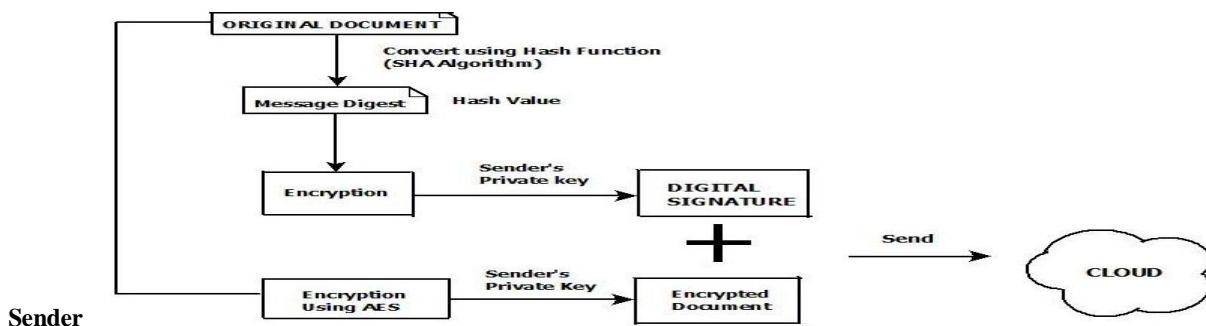 ORIGINAL DOCUMENT
Convert using Hash Function
(SHA Algorithm)
Message Digest
Hash Value
Encryption
Sender's
Private key
DIGITAL
SIGNATURE
+
Send
CLOUD
Encryption
Using AES
Sender's
Private Key
Encrypted
Document
Sender